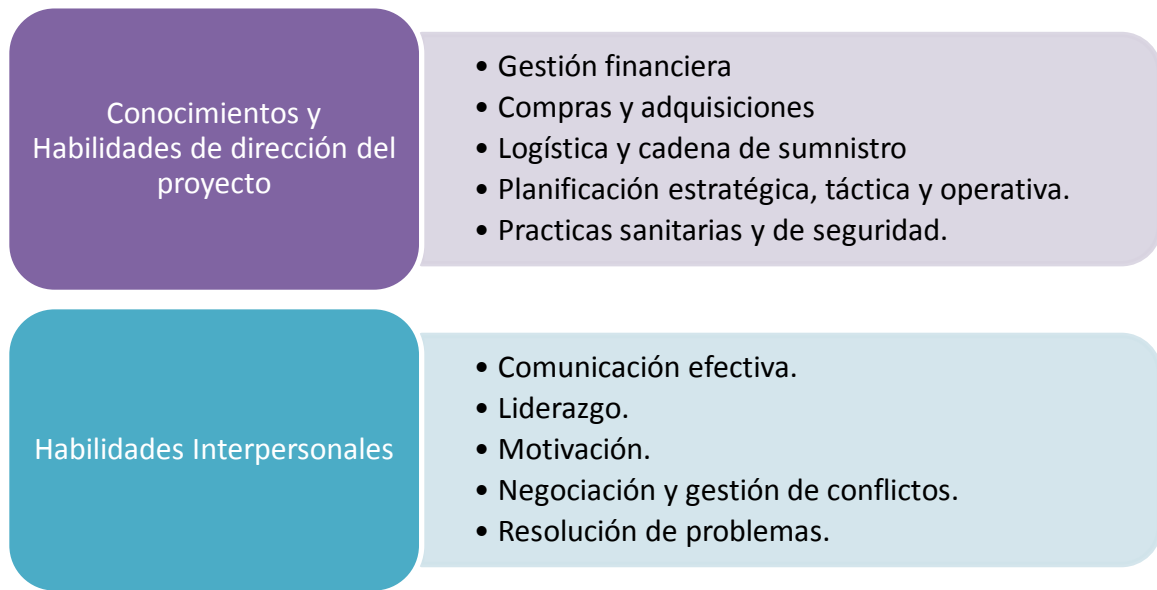 Conocimientos y
Habilidades de dirección del
proyecto
• Gestión financiera
• Compras y adquisiciones
• Logística y cadena de sumnistro
• Planificación estratégica, táctica y operativa.
• Practicas sanitarias y de seguridad.
Habilidades Interpersonales
• Comunicación efectiva.
• Liderazgo.
• Motivación.
• Negociación y gestión de conflictos.
• Resolución de problemas.